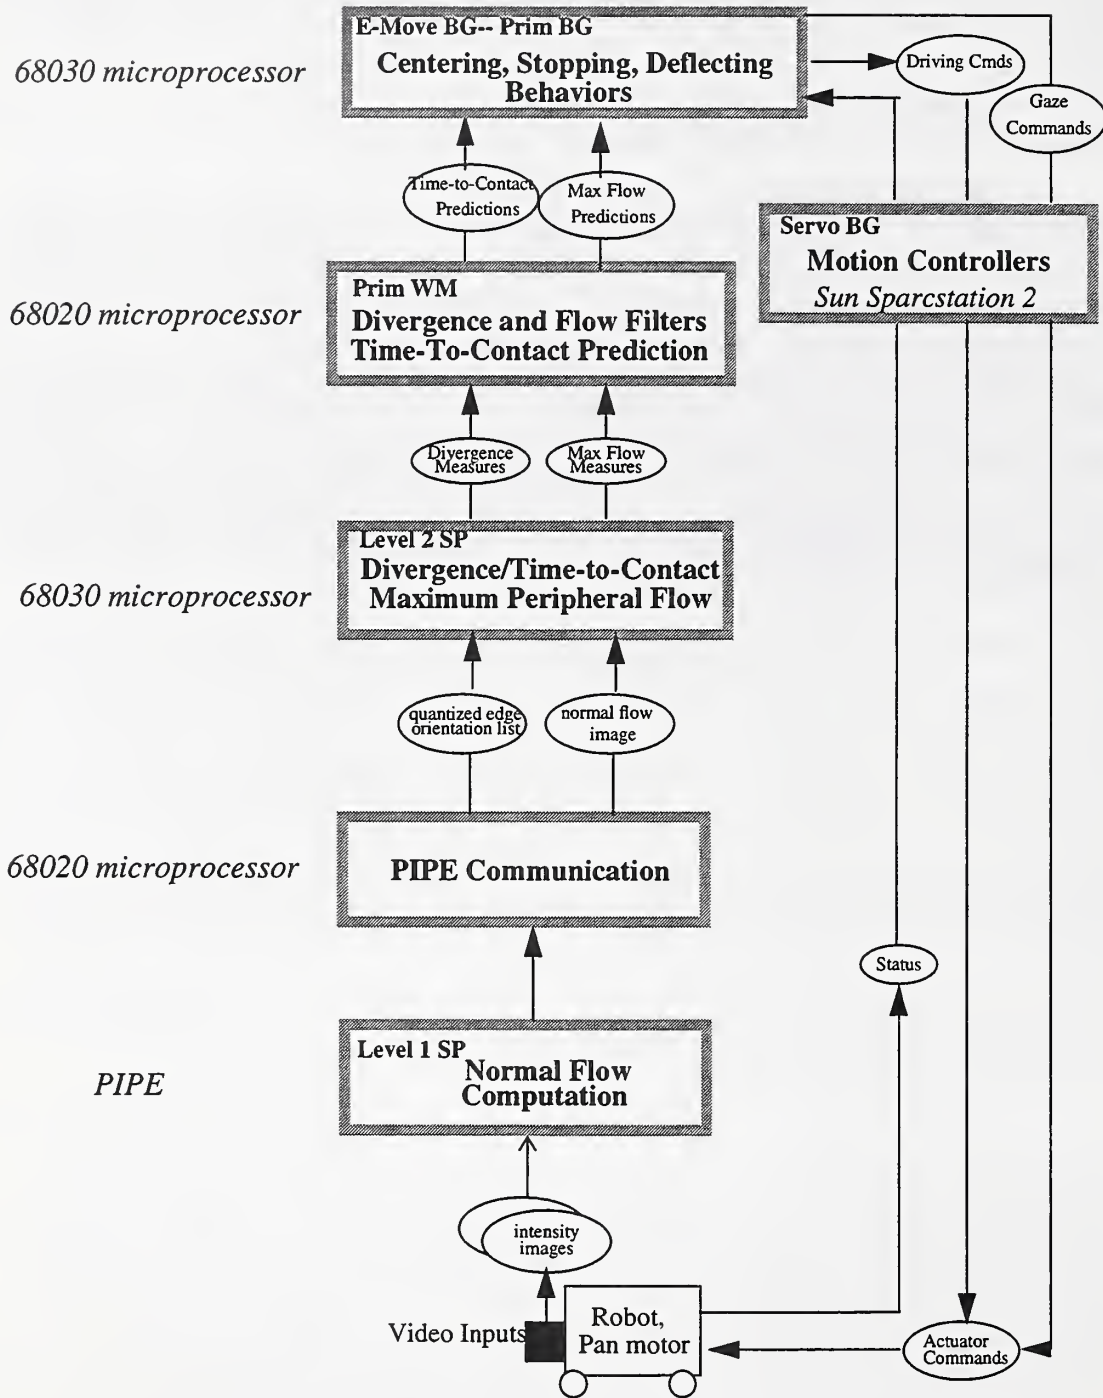 E-Move BG-- Prim BG
68030 microprocessor
Centering, Stopping, Deflecting
Behaviors
Driving Cmds
Gaze
Commands
Time-to-Contact
Predictions
Max Flow
Predictions
Servo BG
Motion Controllers
Sun Sparcstation 2
68020 microprocessor
Prim WM
Divergence and Flow Filters
Time-To-Contact Prediction
Divergence
Measures
Max Flow
Measures
68030 microprocessor
Level 2 SP
Divergence/Time-to-Contact
Maximum Peripheral Flow
quantized edge
orientation list
normal flow
image
68020 microprocessor
PIPE Communication
Status
PIPE
Level 1 SP
Normal Flow
Computation
intensity
images
Video Inputs
Robot,
Pan motor
Actuator
Commands